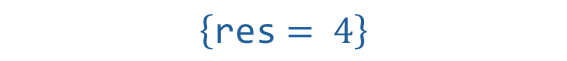 {res = 4}